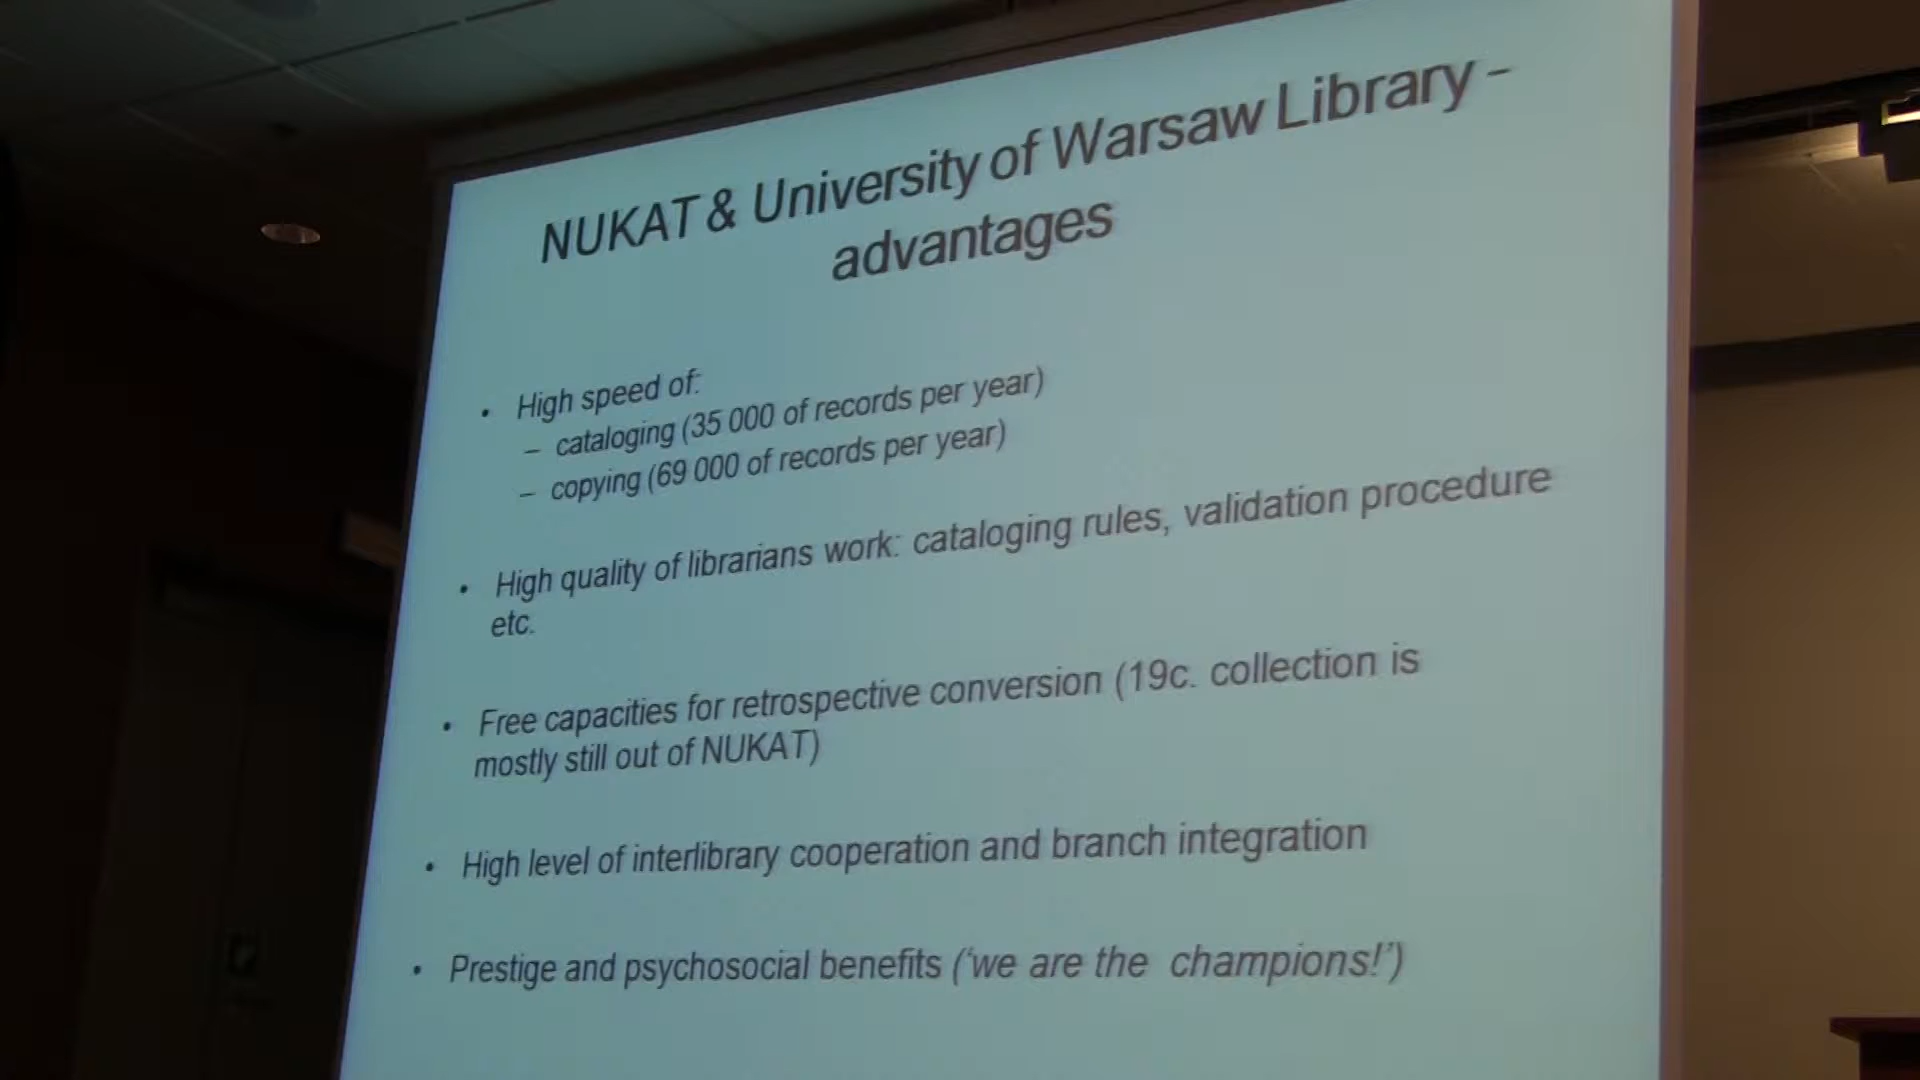 NUKAT & University of Warsaw Library -
advantages
• High speed of:
– cataloging (35 000 of records per year)
– copying (69 000 of records per year)
• High quality of librarians work: cataloging rules, validation procedure
etc.
• Free capacities for retrospective conversion (19c. collection is
mostly still out of NUKAT)
• High level of interlibrary cooperation and branch integration
• Prestige and psychosocial benefits (‘we are the champions!’)